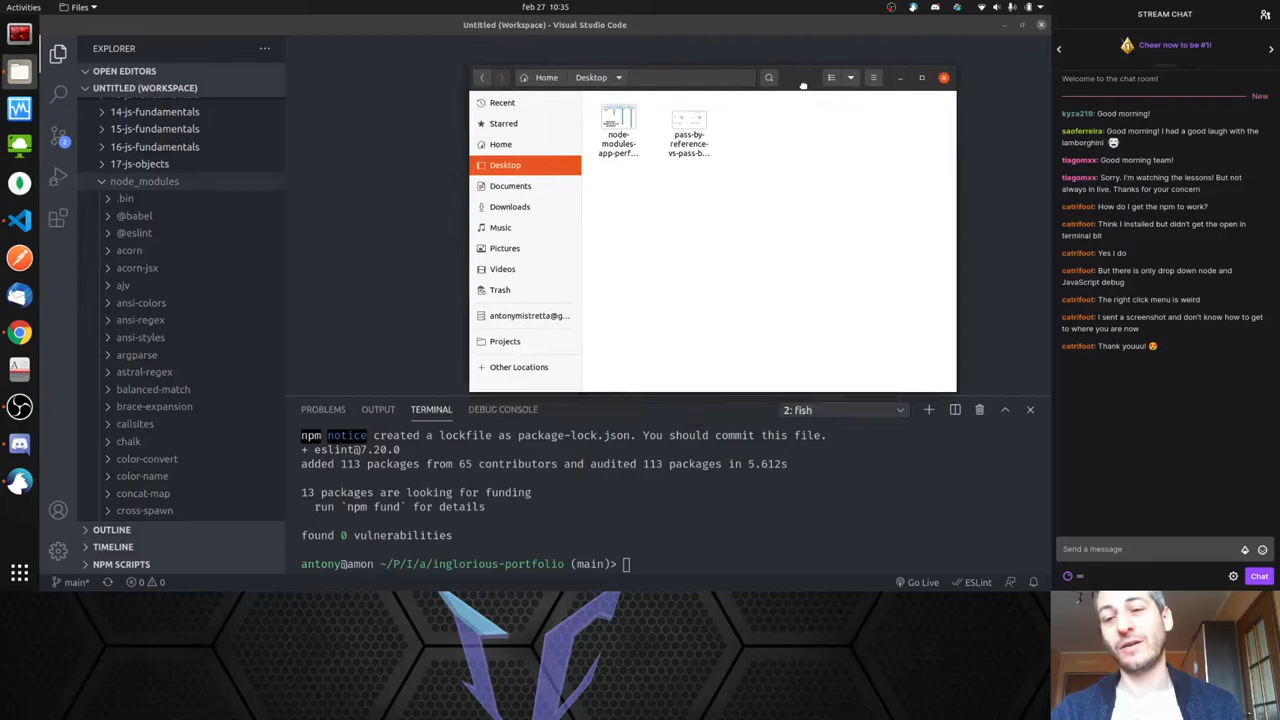 Activities
Files
feb 27 10:35
Untitled (Workspace) - Visual Studio Code
EXPLORER
OPEN EDITORS
UNTITLED (WORKSPACE)
14-js-fundamentals
15-js-fundamentals
16-js-fundamentals
17-js-objects
node_modules
.bin
@babel
@eslint
acorn
acorn-jsx
ajv
ansi-colors
ansi-regex
ansi-styles
argparse
astral-regex
balanced-match
brace-expansion
callsites
chalk
color-convert
color-name
concat-map
cross-spawn
OUTLINE
TIMELINE
NPM SCRIPTS
2
Home
Desktop
Recent
Starred
Home
Desktop
Documents
Downloads
Music
Pictures
Videos
Trash
antonymistretta@g...
Projects
Other Locations
node-
modules-
app-perf...
pass-by-
reference-
vs-pass-b...
PROBLEMS
OUTPUT
TERMINAL
DEBUG CONSOLE
2: fish
npm notice created a lockfile as package-lock.json. You should commit this file.
+ eslint@7.20.0
added 113 packages from 65 contributors and audited 113 packages in 5.612s
13 packages are looking for funding
run `npm fund` for details
found 0 vulnerabilities
antony@amon ~/P/I/a/inglorious-portfolio (main)>
main*
0
0
Go Live
ESLint
STREAM CHAT
1
Cheer now to be #1!
Welcome to the chat room!
New
kyza219: Good morning!
saoferreira: Good morning! I had a good laugh with the
lamborghini
tiagomxx: Good morning team!
tiagomxx: Sorry. I'm watching the lessons! But not
always in live. Thanks for your concern
catrifoot: How do I get the npm to work?
catrifoot: Think I installed but didn't get the open in
terminal bit
catrifoot: Yes I do
catrifoot: But there is only drop down node and
JavaScript debug
catrifoot: The right click menu is weird
catrifoot: I sent a screenshot and don't know how to get
to where you are now
catrifoot: Thank youuu! 😍
Send a message
∞
Chat